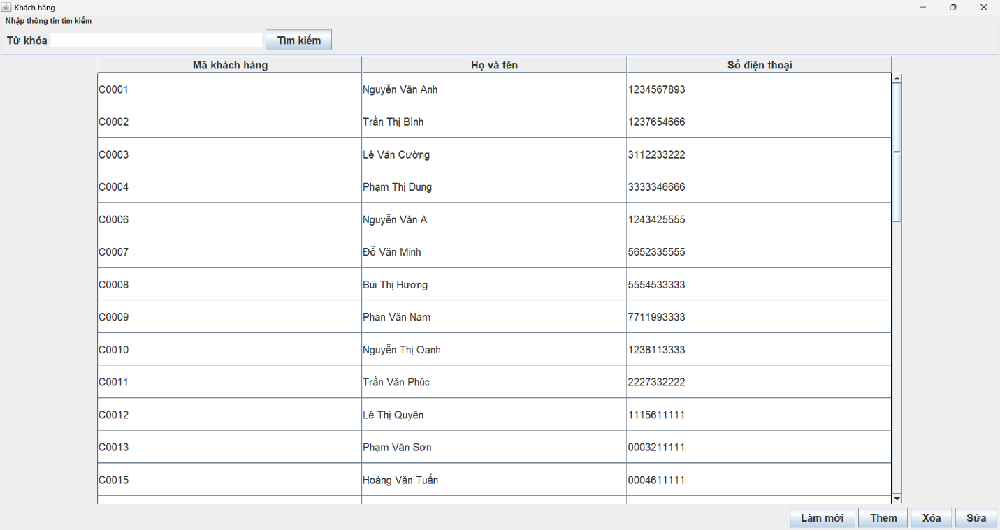 Khách hàng
Nhập thông tin tìm kiếm
Từ khóa Tìm kiếm
Mã khách hàng Họ và tên Số điện thoại
C0001 Nguyễn Văn Anh 1234567893
C0002 Trần Thị Bình 1237654666
C0003 Lê Văn Cường 3112233222
C0004 Phạm Thị Dung 3333346666
C0006 Nguyễn Văn A 1243425555
C0007 Đỗ Văn Minh 5652335555
C0008 Bùi Thị Hương 5554533333
C0009 Phan Văn Nam 7711993333
C0010 Nguyễn Thị Oanh 1238113333
C0011 Trần Văn Phúc 2227332222
C0012 Lê Thị Quyên 1115611111
C0013 Phạm Văn Sơn 0003211111
C0015 Hoàng Văn Tuấn 0004611111
Làm mới Thêm Xóa Sửa